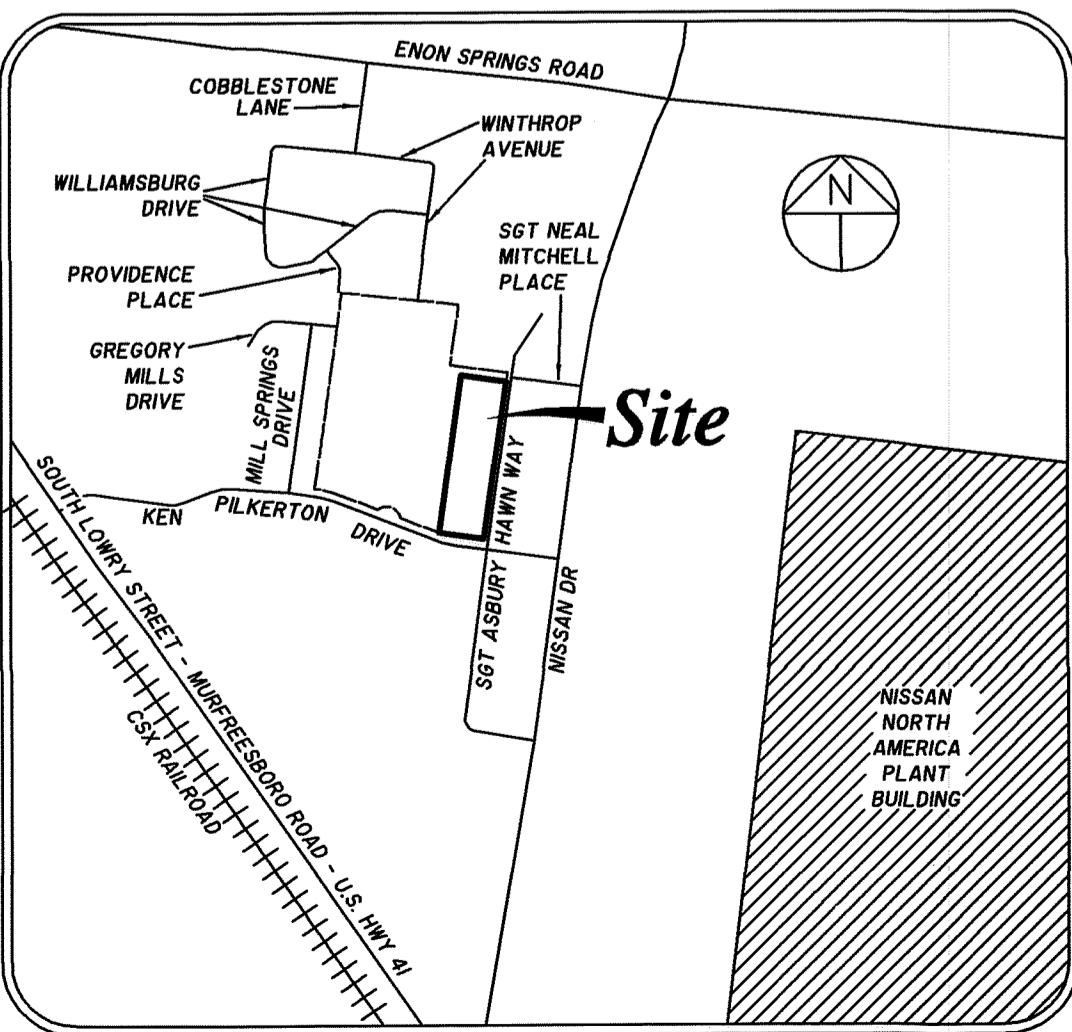 ENON SPRINGS ROAD
COBBLESTONE
LANE
WINTHROP
AVENUE
WILLIAMSBURG
DRIVE
N
SGT NEAL
MITCHELL
PLACE
PROVIDENCE
PLACE
GREGORY
MILLS
DRIVE
MILL SPRINGS
DRIVE
Site
KEN PILKERTON DRIVE
SGT ASBURY HAWN WAY
NISSAN DR
SOUTH LOWRY STREET - MURFREESBORO ROAD - U.S. HWY 41
CSX RAILROAD
NISSAN
NORTH
AMERICA
PLANT
BUILDING